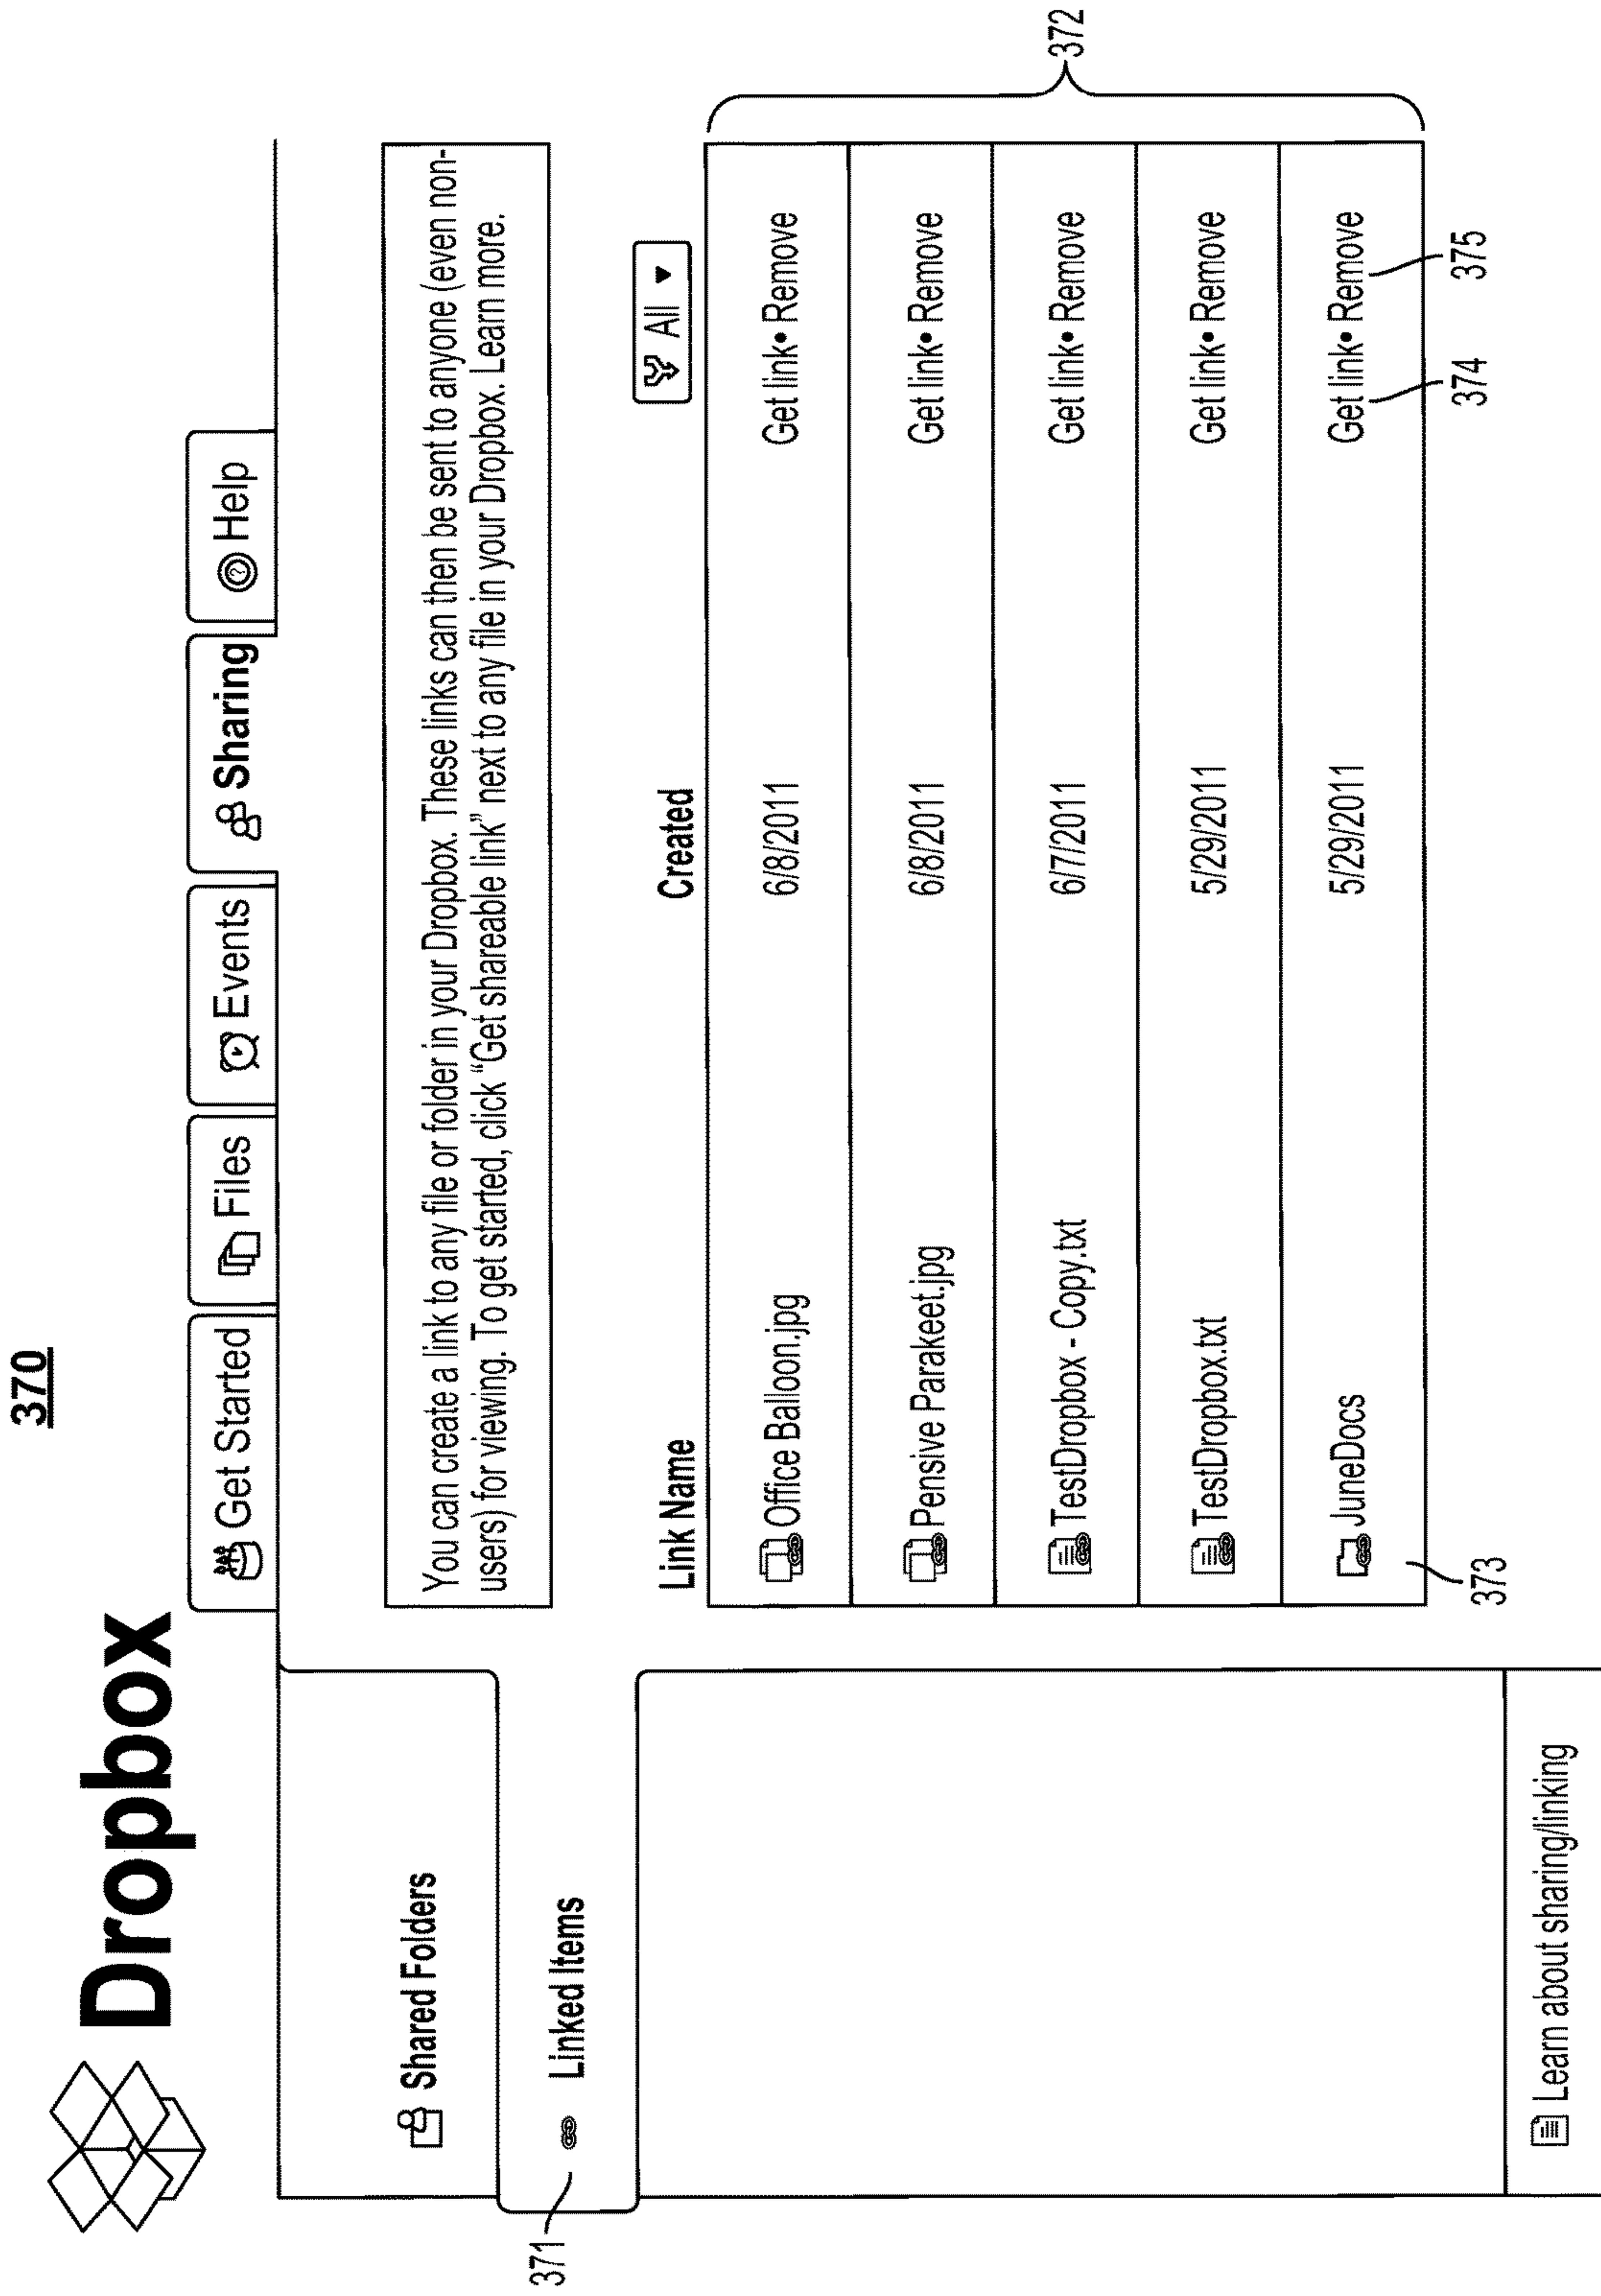 370
Dropbox
Get Started
Files
Events
Sharing
Help
Shared Folders
371
Linked Items
You can create a link to any file or folder in your Dropbox. These links can then be sent to anyone (even non-
users) for viewing. To get started, click “Get shareable link” next to any file in your Dropbox. Learn more.
All
Link Name Created
Office Balloon.jpg 6/8/2011 Get link• Remove
Pensive Parakeet.jpg 6/8/2011 Get link• Remove
TestDropbox - Copy.txt 6/7/2011 Get link• Remove
TestDropbox.txt 5/29/2011 Get link• Remove
JuneDocs 5/29/2011 Get link• Remove
372
373
374
375
Learn about sharing/linking